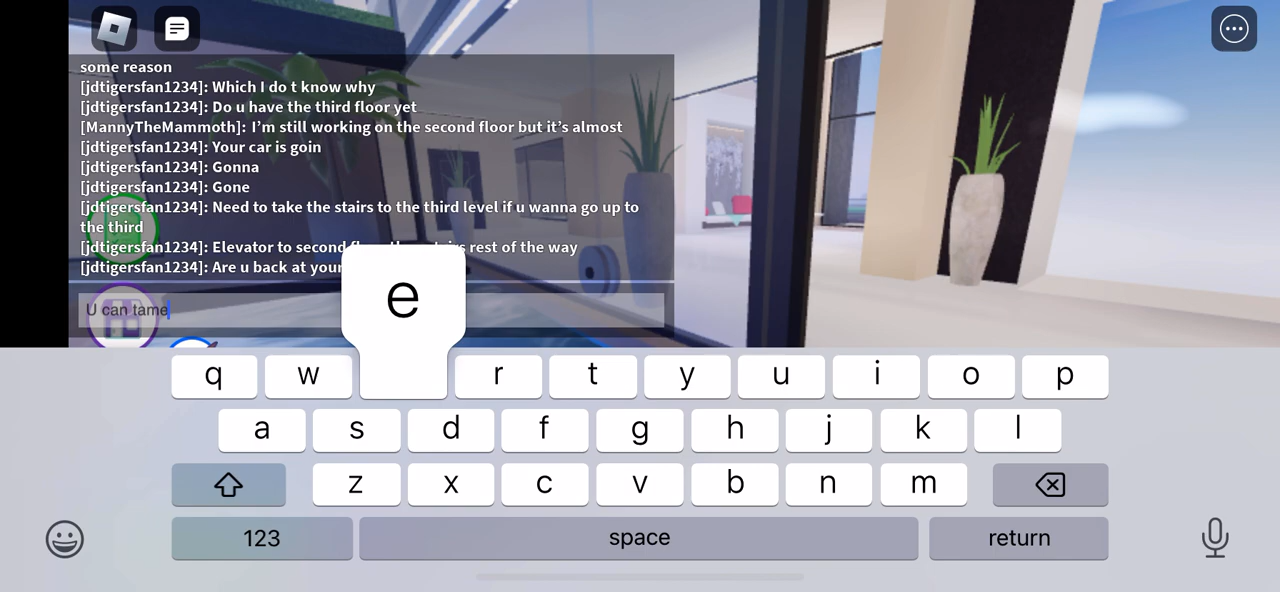 some reason
[jdtigersfan1234]: Which I do t know why
[jdtigersfan1234]: Do u have the third floor yet
[MannyTheMammoth]: I’m still working on the second floor but it’s almost
[jdtigersfan1234]: Your car is goin
[jdtigersfan1234]: Gonna
[jdtigersfan1234]: Gone
[jdtigersfan1234]: Need to take the stairs to the third level if u wanna go up to
the third
[jdtigersfan1234]: Elevator to second rest of the way
[jdtigersfan1234]: Are u back at your
U can tame
e
q w r t y u i o p
a s d f g h j k l
z x c v b n m
123 space return